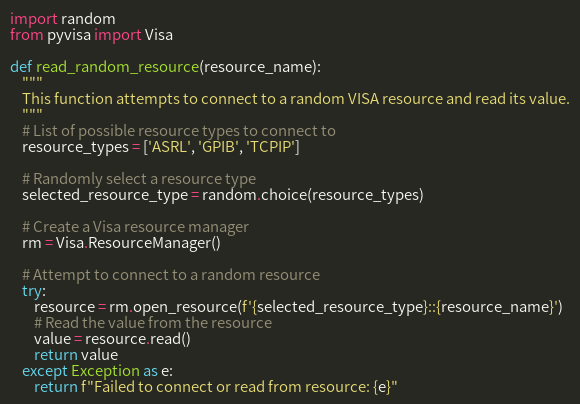 import random
from pyvisa import Visa

def read_random_resource(resource_name):
    """
    This function attempts to connect to a random VISA resource and read its value.
    """
    # List of possible resource types to connect to
    resource_types = ['ASRL', 'GPIB', 'TCPIP']

    # Randomly select a resource type
    selected_resource_type = random.choice(resource_types)

    # Create a Visa resource manager
    rm = Visa.ResourceManager()

    # Attempt to connect to a random resource
    try:
        resource = rm.open_resource(f'{selected_resource_type}::{resource_name}')
        # Read the value from the resource
        value = resource.read()
        return value
    except Exception as e:
        return f"Failed to connect or read from resource: {e}"